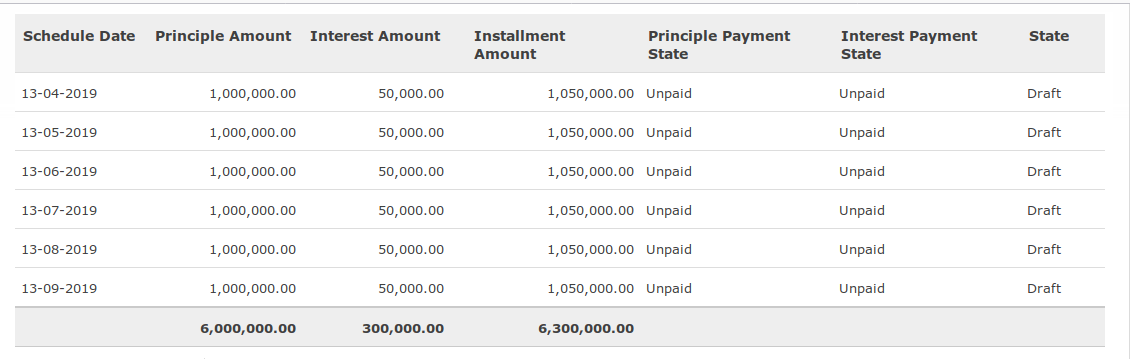 Schedule Date Principle Amount Interest Amount Installment Amount Principle Payment State Interest Payment State State
13-04-2019 1,000,000.00 50,000.00 1,050,000.00 Unpaid Unpaid Draft
13-05-2019 1,000,000.00 50,000.00 1,050,000.00 Unpaid Unpaid Draft
13-06-2019 1,000,000.00 50,000.00 1,050,000.00 Unpaid Unpaid Draft
13-07-2019 1,000,000.00 50,000.00 1,050,000.00 Unpaid Unpaid Draft
13-08-2019 1,000,000.00 50,000.00 1,050,000.00 Unpaid Unpaid Draft
13-09-2019 1,000,000.00 50,000.00 1,050,000.00 Unpaid Unpaid Draft
6,000,000.00 300,000.00 6,300,000.00